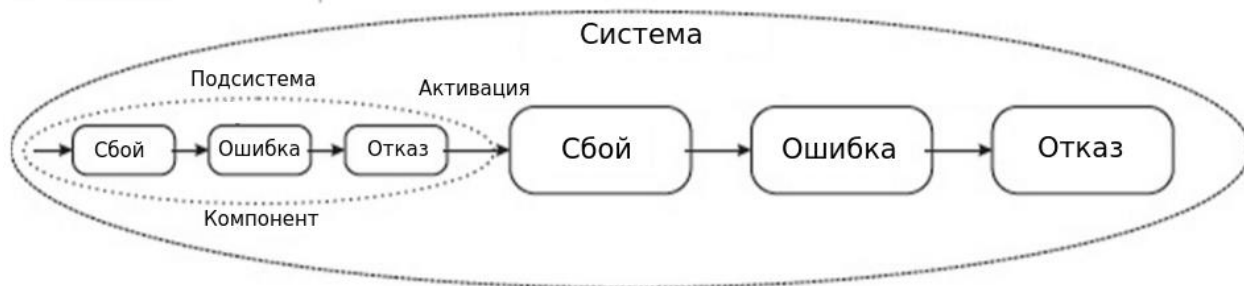 Система
Подсистема
Активация
Сбой
Ошибка
Отказ
Сбой
Ошибка
Отказ
Компонент